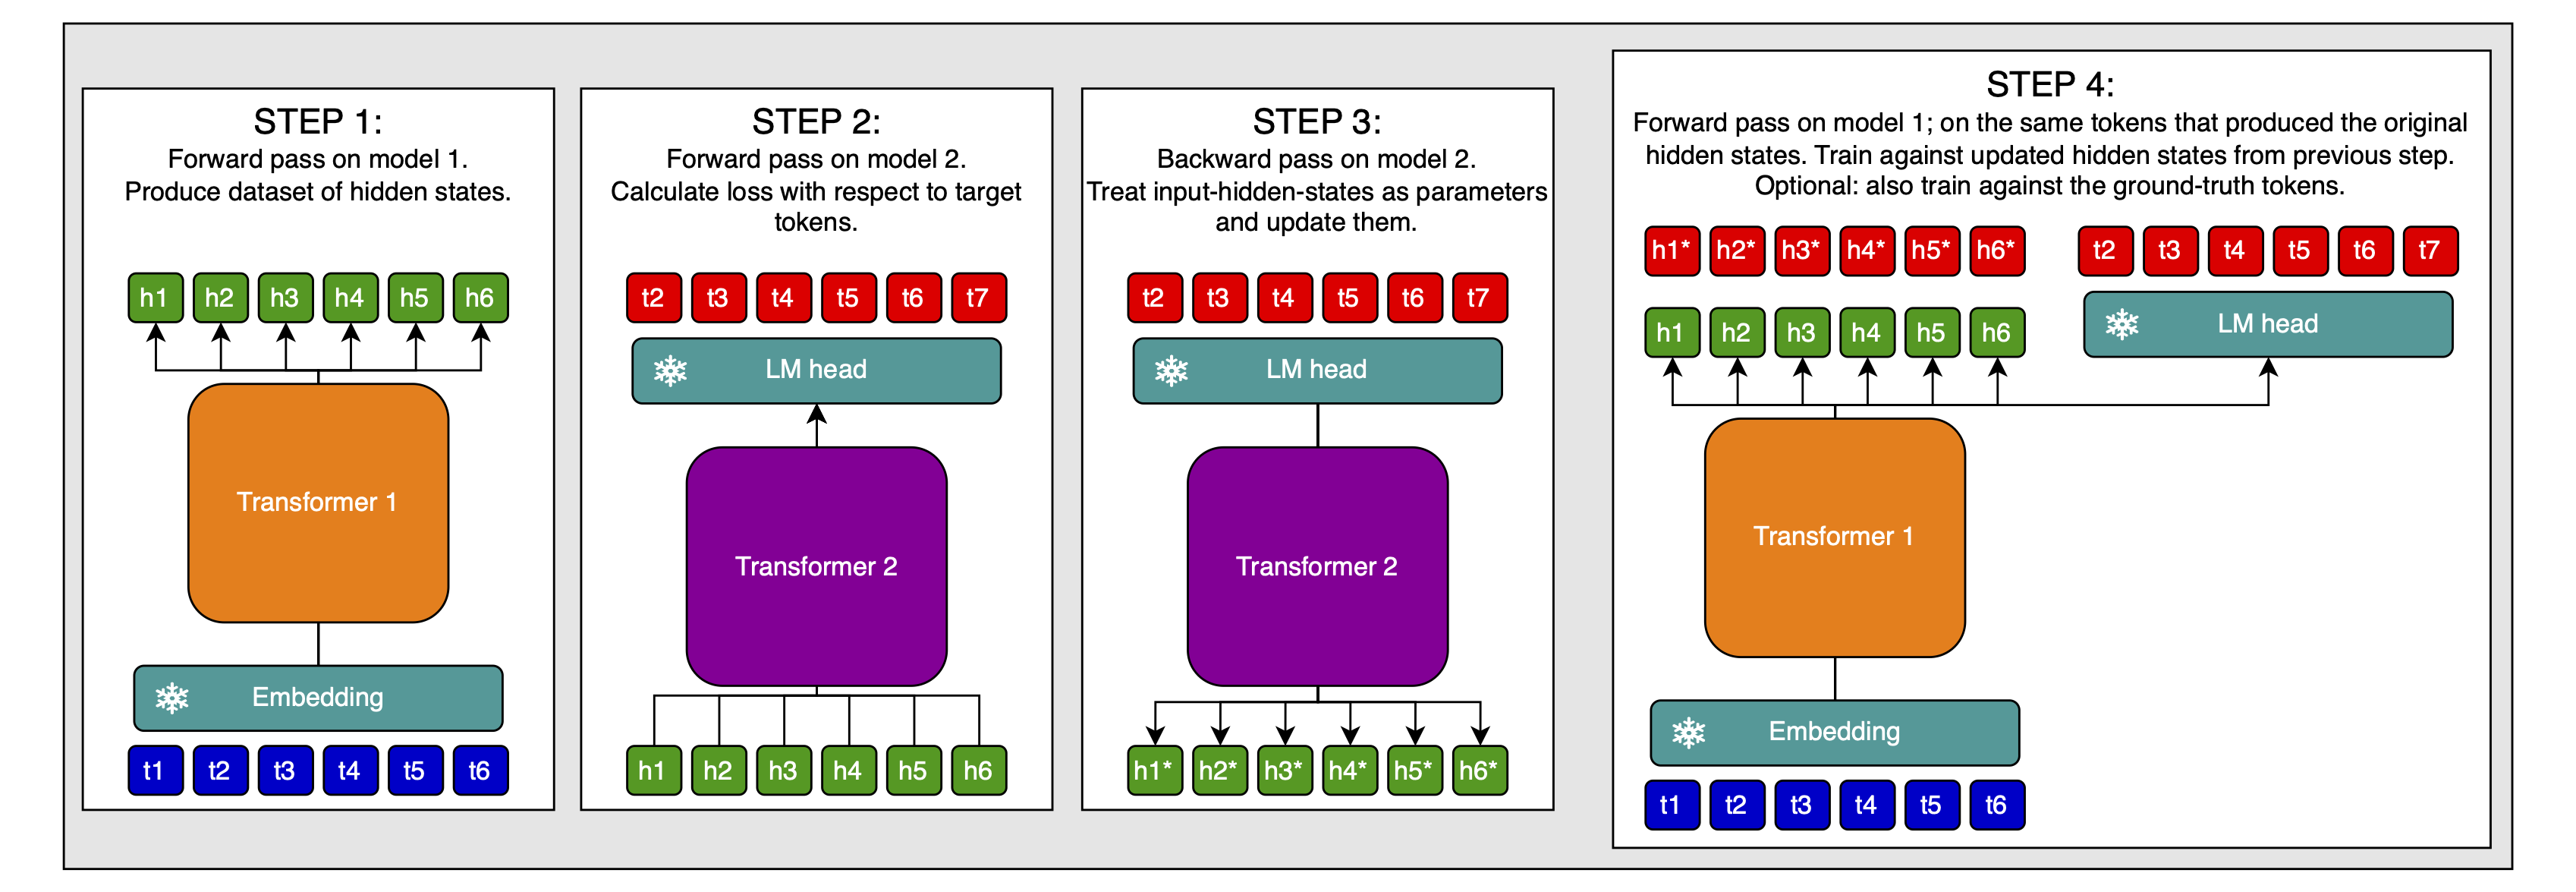 STEP 1:
Forward pass on model 1.
Produce dataset of hidden states.
h1 h2 h3 h4 h5 h6
Transformer 1
Embedding
t1 t2 t3 t4 t5 t6
STEP 2:
Forward pass on model 2.
Calculate loss with respect to target
tokens.
t2 t3 t4 t5 t6 t7
LM head
Transformer 2
h1 h2 h3 h4 h5 h6
STEP 3:
Backward pass on model 2.
Treat input-hidden-states as parameters
and update them.
t2 t3 t4 t5 t6 t7
LM head
Transformer 2
h1* h2* h3* h4* h5* h6*
STEP 4:
Forward pass on model 1; on the same tokens that produced the original
hidden states. Train against updated hidden states from previous step.
Optional: also train against the ground-truth tokens.
h1* h2* h3* h4* h5* h6*
t2 t3 t4 t5 t6 t7
h1 h2 h3 h4 h5 h6
LM head
Transformer 1
Embedding
t1 t2 t3 t4 t5 t6